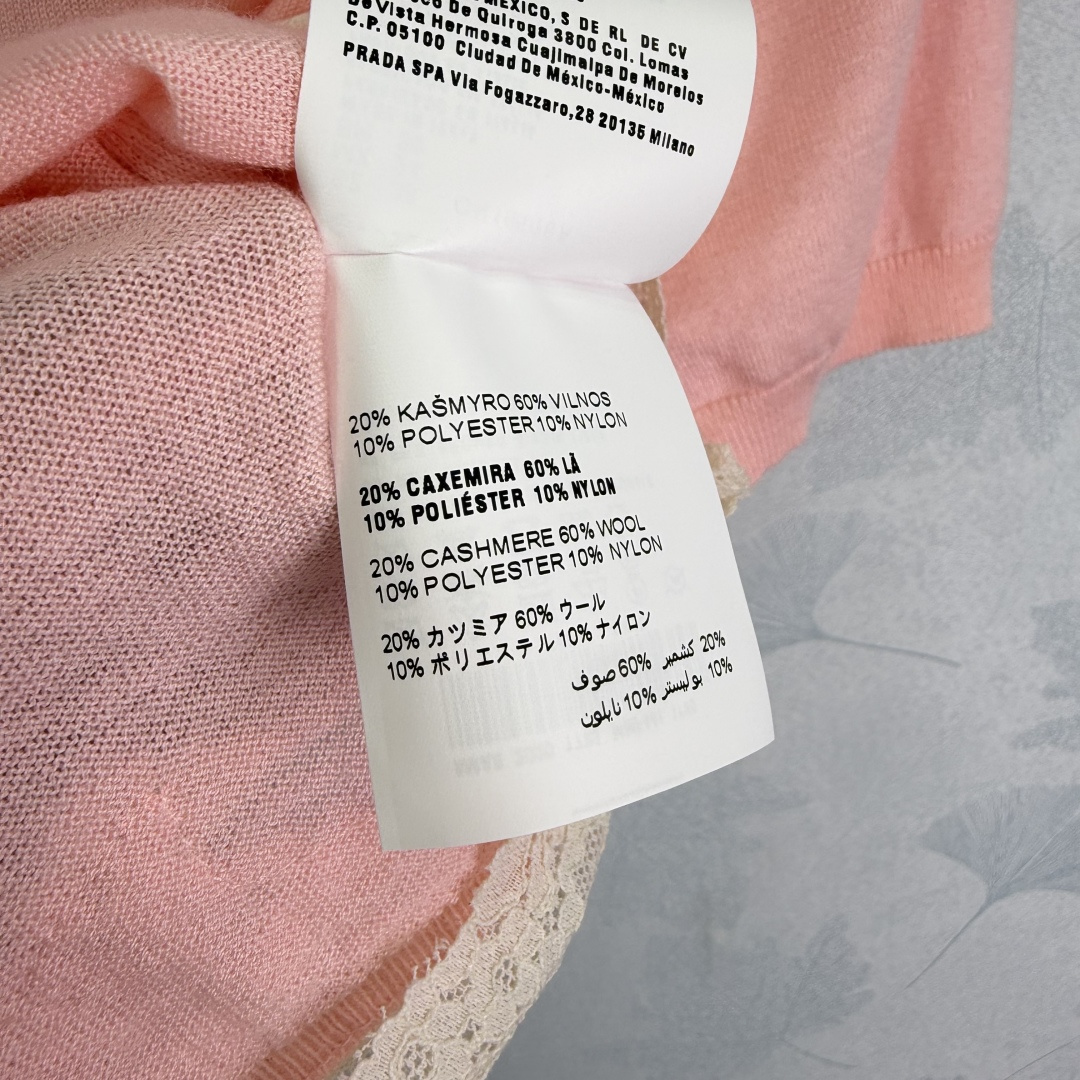 MEXICO, S DE RL DE CV
De Quiroga 3800 Col. Lomas
De Vista Hermosa Cuajimalpa De Morelos
C.P. 05100 Ciudad De México-México
PRADA SPA Via Fogazzaro,28 20135 Milano
20% KAŠMYRO 60% VILNOS
10% POLYESTER 10% NYLON
20% CAXEMIRA 60% LÃ
10% POLIÉSTER 10% NYLON
20% CASHMERE 60% WOOL
10% POLYESTER 10% NYLON
20% カツミア 60% ウール
10% ポリエステル 10% ナイロン
20% كشمير 60% صوف
10% بوليستر 10% نايلون